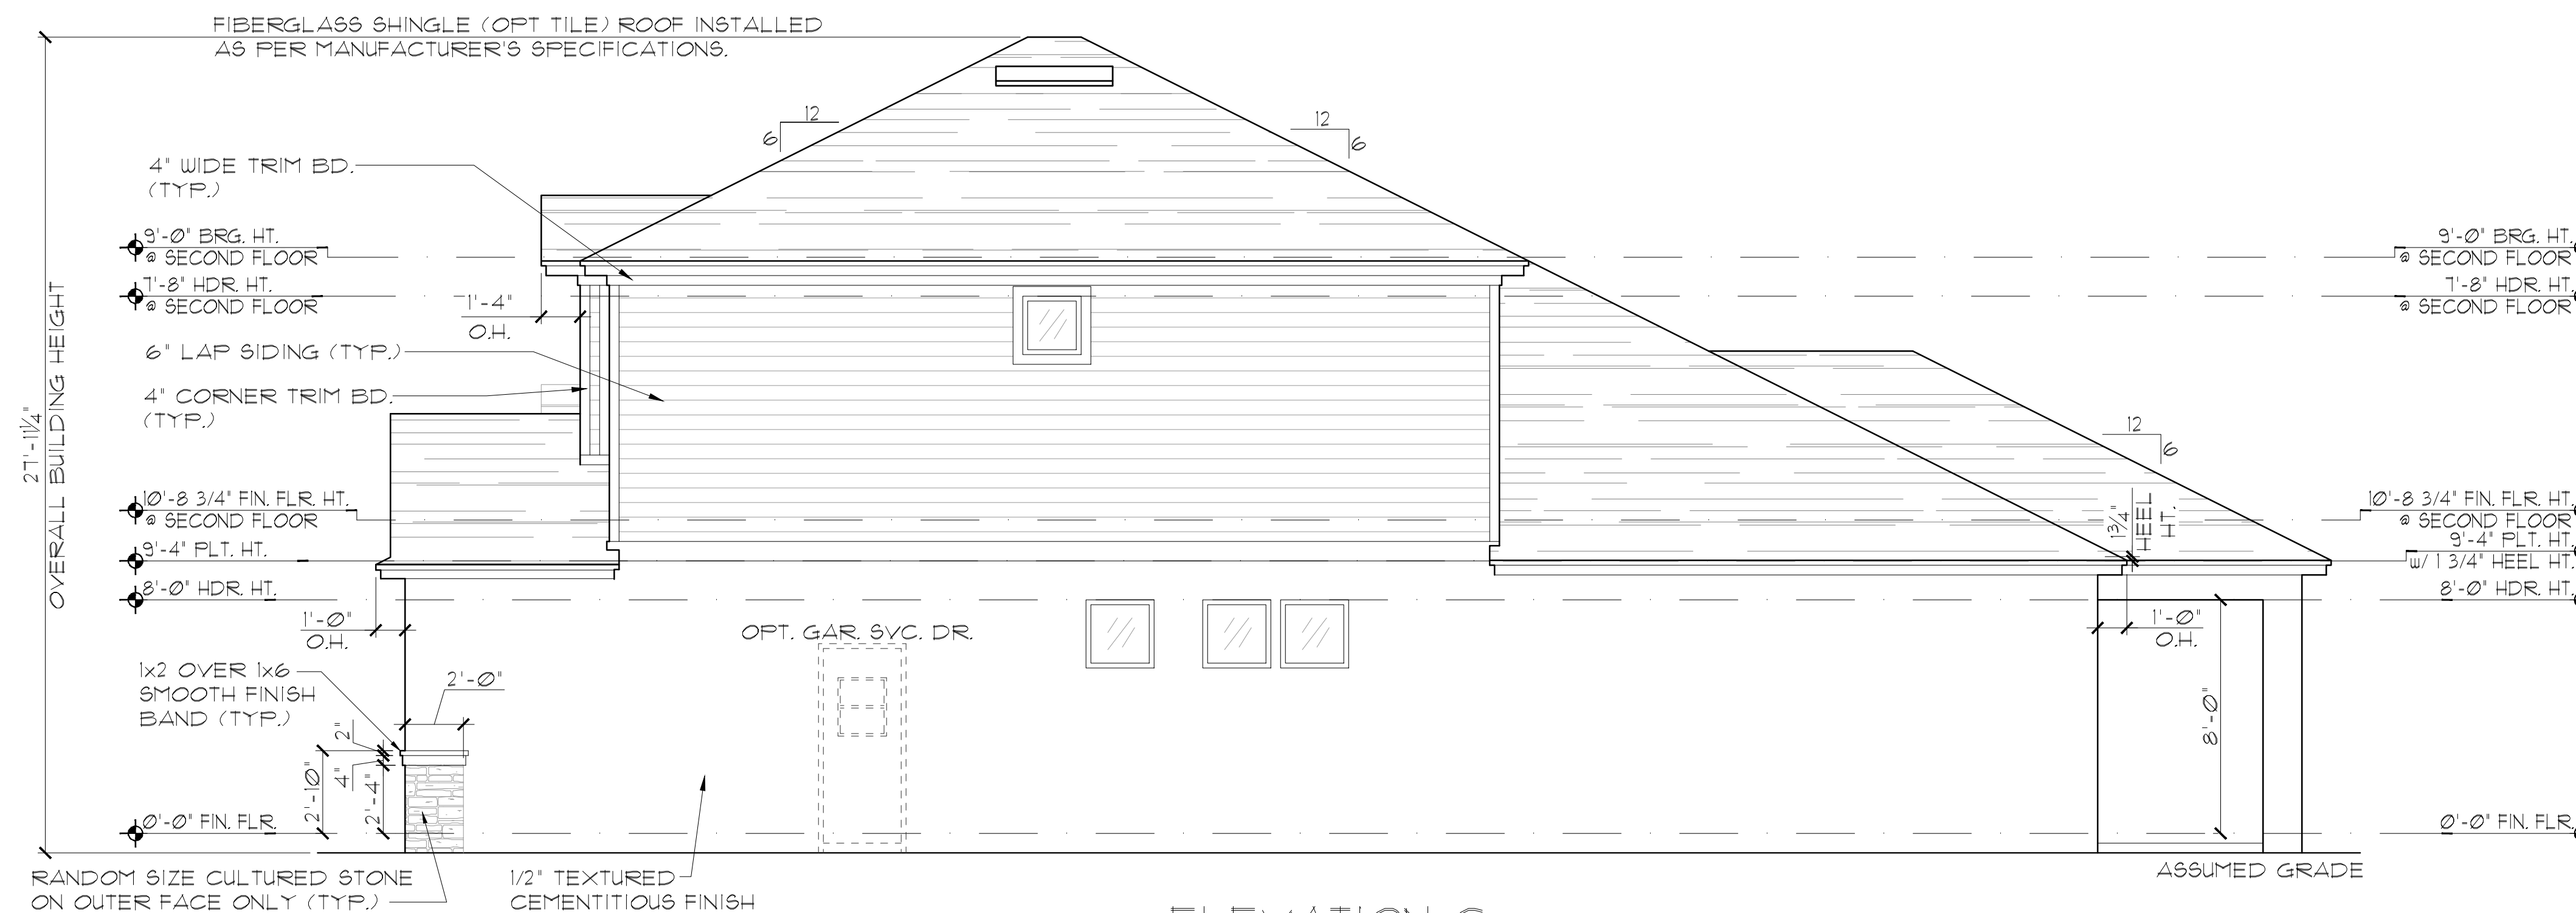 FIBERGLASS SHINGLE (OPT TILE) ROOF INSTALLED
AS PER MANUFACTURER'S SPECIFICATIONS.
12
6
12
6
4" WIDE TRIM BD.
(TYP.)
9'-0" BRG. HT.
@ SECOND FLOOR
7'-8" HDR. HT.
@ SECOND FLOOR
1'-4"
O.H.
6" LAP SIDING (TYP.)
4" CORNER TRIM BD.
(TYP.)
27'-11 1/4"
OVERALL BUILDING HEIGHT
10'-8 3/4" FIN. FLR. HT.
@ SECOND FLOOR
9'-4" PLT. HT.
8'-0" HDR. HT.
1'-0"
O.H.
1x2 OVER 1x6
SMOOTH FINISH
BAND (TYP.)
2'-0"
2"
4"
2'-10"
2'-4"
0'-0" FIN. FLR.
RANDOM SIZE CULTURED STONE
ON OUTER FACE ONLY (TYP.)
1/2" TEXTURED
CEMENTITIOUS FINISH
OPT. GAR. SVC. DR.
9'-0" BRG. HT.
@ SECOND FLOOR
7'-8" HDR. HT.
@ SECOND FLOOR
12
6
1 3/4"
HEEL
HT.
10'-8 3/4" FIN. FLR. HT.
@ SECOND FLOOR
9'-4" PLT. HT.
w/ 1 3/4" HEEL HT.
8'-0" HDR. HT.
1'-0"
O.H.
8'-0"
0'-0" FIN. FLR.
ASSUMED GRADE